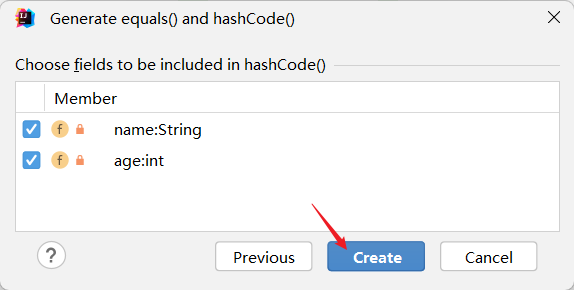 Generate equals() and hashCode()
Choose fields to be included in hashCode()
Member
f name:String
f age:int
? Previous Create Cancel